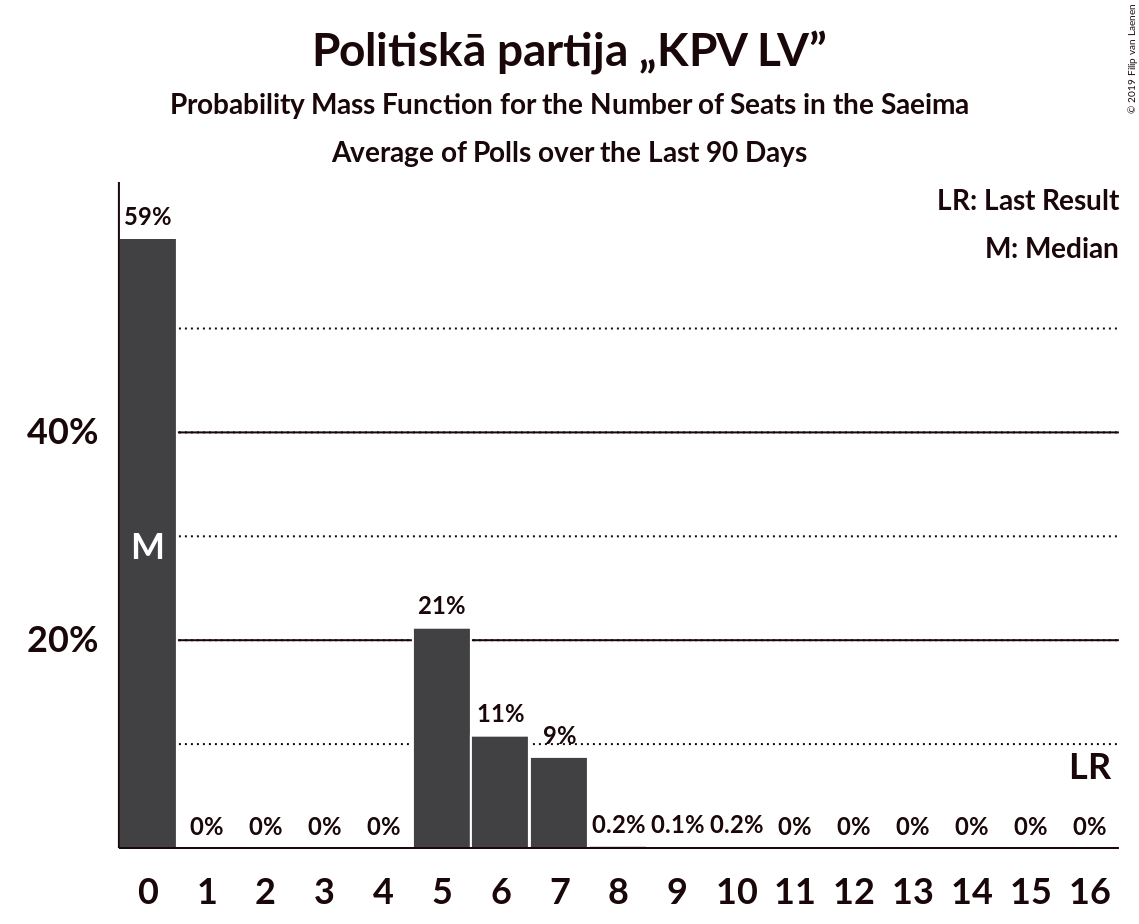 Politiskā partija „KPV LV”
Probability Mass Function for the Number of Seats in the Saeima
Average of Polls over the Last 90 Days
© 2019 Filip van Laenen
LR: Last Result
M: Median
59%
40%
M
21%
20%
11%
9%
LR
0% 0% 0% 0% 0.2% 0.1% 0.2% 0% 0% 0% 0% 0% 0%
0 1 2 3 4 5 6 7 8 9 10 11 12 13 14 15 16